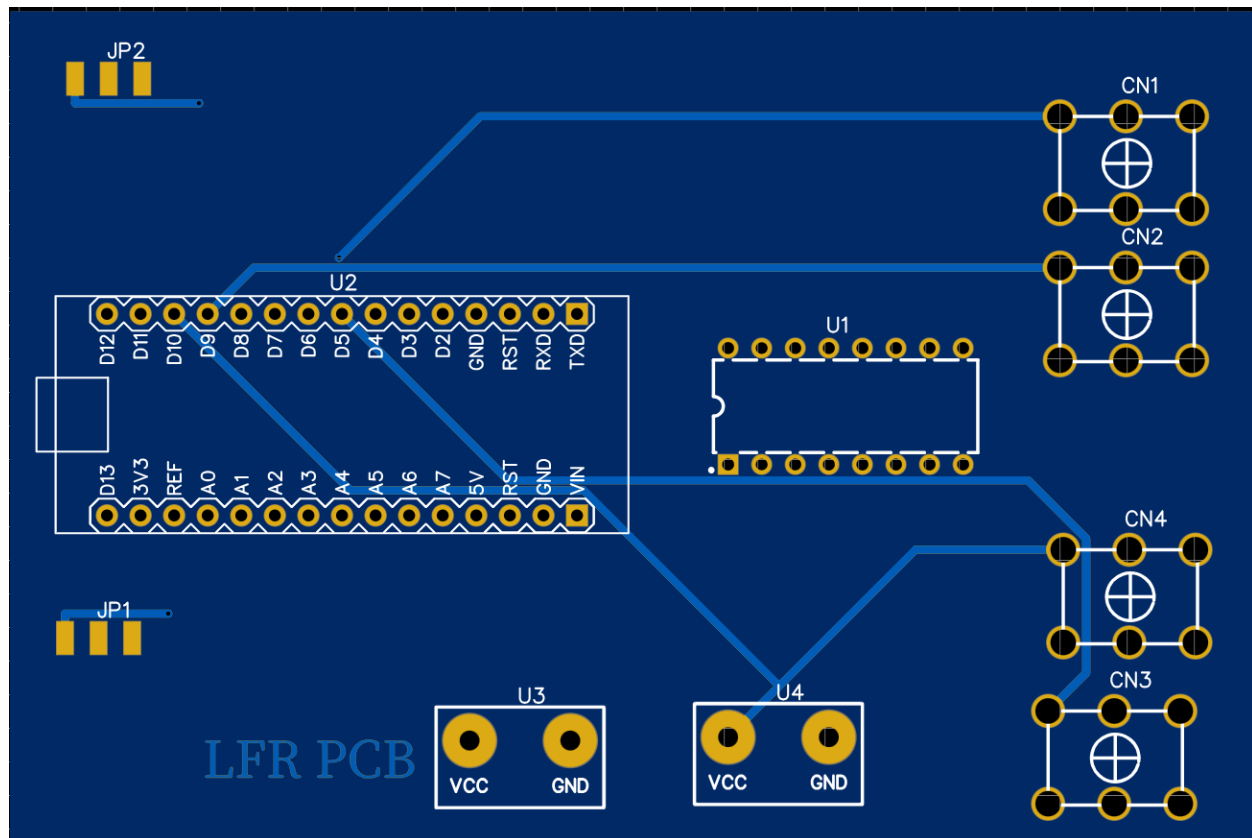 JP2
CN1
CN2
U2
D12 D11 D10 D9 D8 D7 D6 D5 D4 D3 D2 GND RST RXD TXD
U1
D13 3V3 REF A0 A1 A2 A3 A4 A5 A6 A7 5V RST GND VIN
CN4
JP1
CN3
U3
U4
LFR PCB
VCC GND
VCC GND